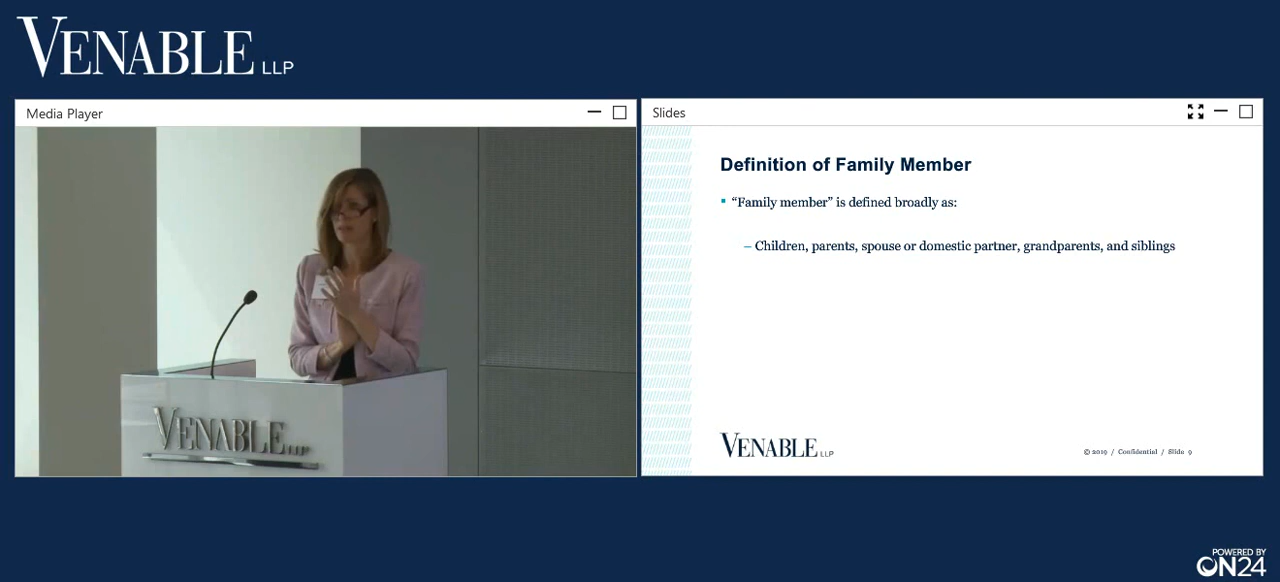 VENABLE LLP
Media Player
Slides
Definition of Family Member
▪ “Family member” is defined broadly as:
– Children, parents, spouse or domestic partner, grandparents, and siblings
VENABLE LLP
VENABLE LLP
© 2019 / Confidential / Slide 9
POWERED BY
ON24